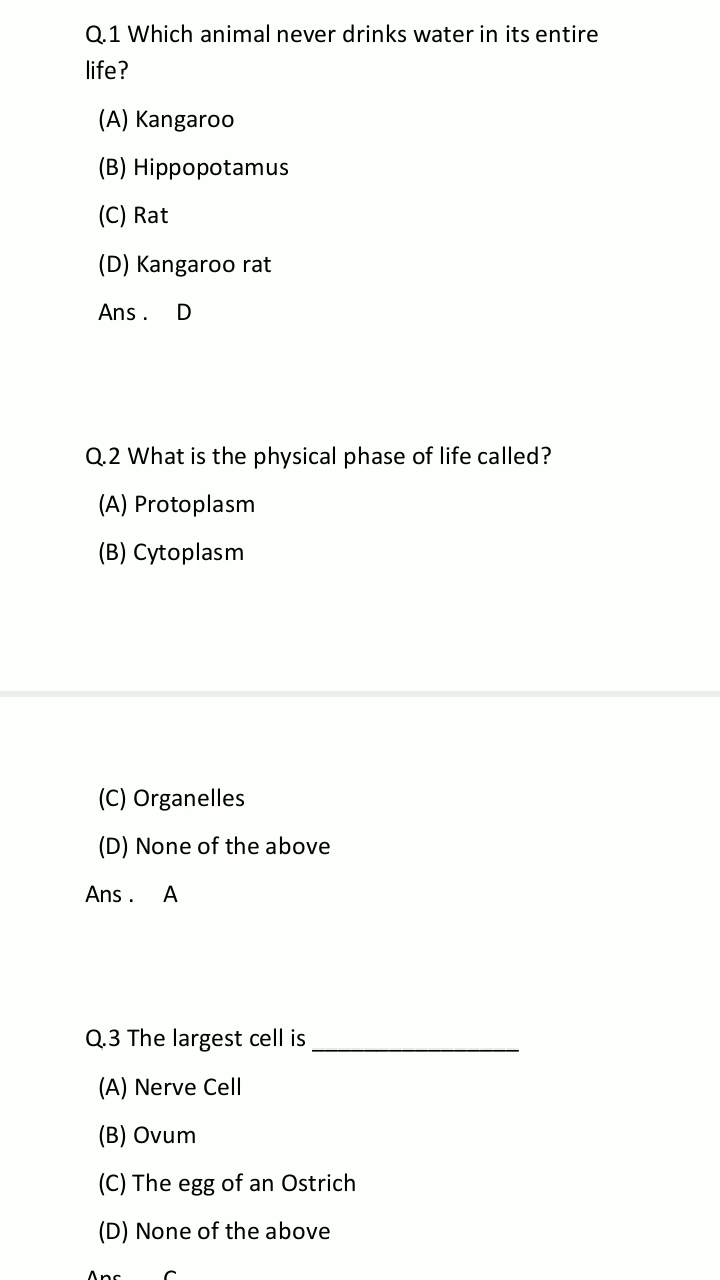 Q.1 Which animal never drinks water in its entire
life?
(A) Kangaroo
(B) Hippopotamus
(C) Rat
(D) Kangaroo rat
Ans . D
Q.2 What is the physical phase of life called?
(A) Protoplasm
(B) Cytoplasm
(C) Organelles
(D) None of the above
Ans . A
Q.3 The largest cell is ________________
(A) Nerve Cell
(B) Ovum
(C) The egg of an Ostrich
(D) None of the above
Ans C